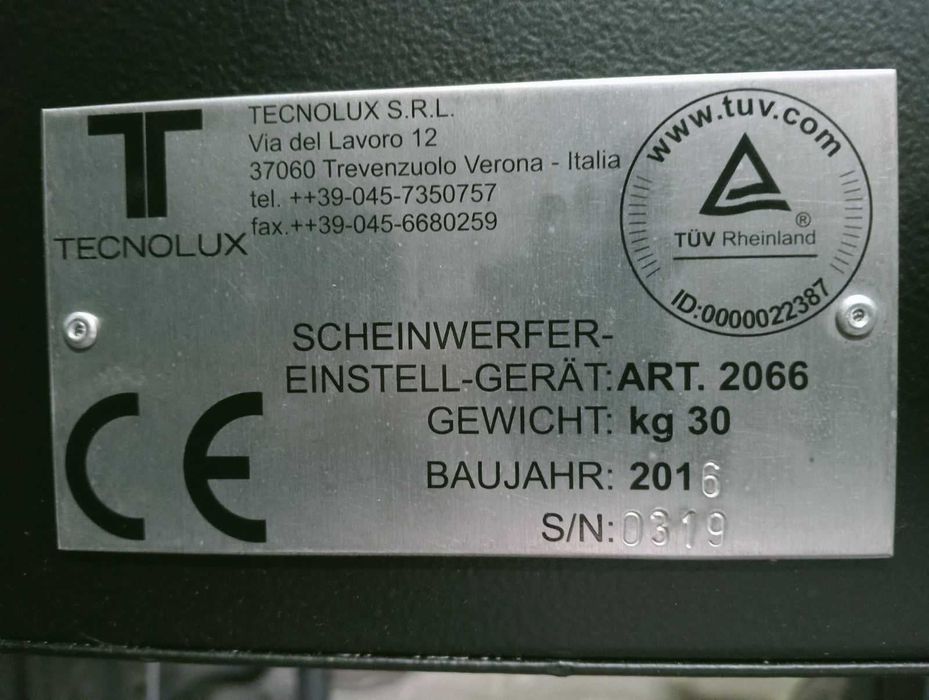 TECNOLUX S.R.L.
Via del Lavoro 12
37060 Trevenzuolo Verona - Italia
tel. ++39-045-7350757
fax.++39-045-6680259
TECNOLUX
www.tuv.com
®
TÜV Rheinland
ID:0000022387
SCHEINWERFER-
EINSTELL-GERÄT:ART. 2066
GEWICHT: kg 30
BAUJAHR: 2016
S/N:0319
CE